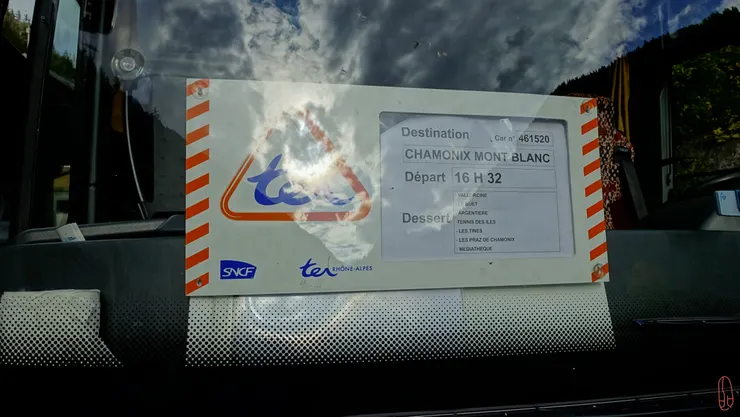 Destination Car n° 461520
CHAMONIX MONT BLANC
Départ 16 H 32
Dessert
VALLORCINE
LE BUET
ARGENTIERE
TENNIS DES ILES
- LES TINES
- LES PRAZ DE CHAMONIX
MEDIATHEQUE
ter
SNCF
ter RHÔNE-ALPES